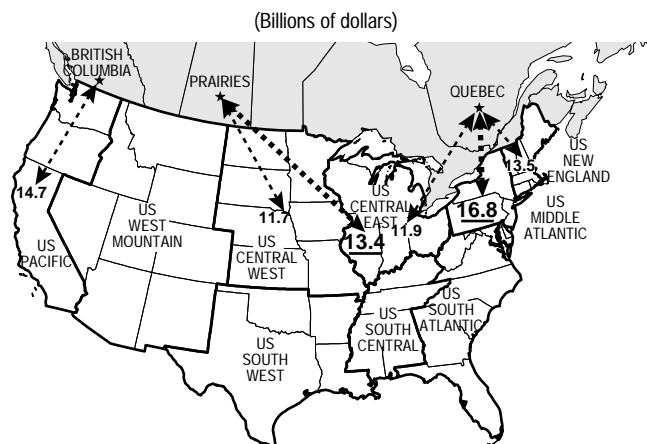 (Billions of dollars)
BRITISH
COLUMBIA
PRAIRIES
QUEBEC
US
NEW
ENGLAND
13.5
14.7
US
WEST
MOUNTAIN
US
PACIFIC
11.7
US
CENTRAL
WEST
US
CENTRAL
EAST
13.4
11.9
16.8
US
MIDDLE
ATLANTIC
US
SOUTH
ATLANTIC
US
SOUTH
CENTRAL
US
SOUTH
WEST